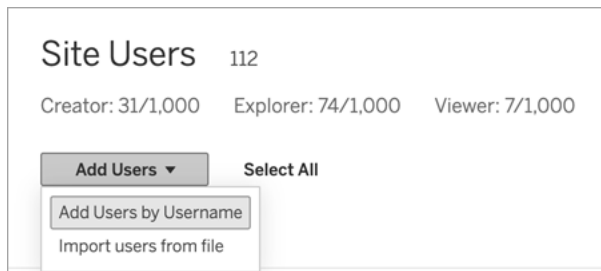 Site Users 112
Creator: 31/1,000 Explorer: 74/1,000 Viewer: 7/1,000
Add Users ▼ Select All
Add Users by Username
Import users from file